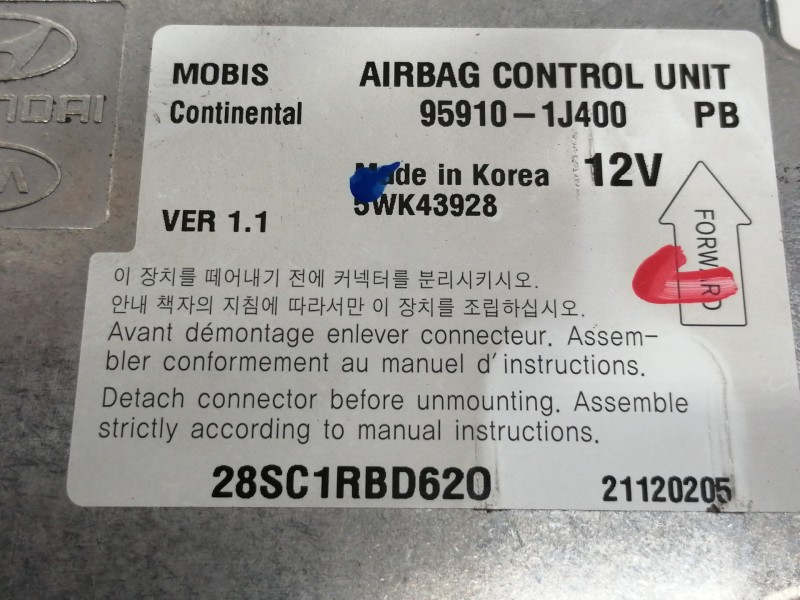 MOBIS AIRBAG CONTROL UNIT
Continental 95910-1J400 PB
Made in Korea 12V
5WK43928
VER 1.1
FORWARD
이 장치를 떼어내기 전에 커넥터를 분리시키시오.
안내 책자의 지침에 따라서만 이 장치를 조립하십시오.
Avant démontage enlever connecteur. Assem-
bler conformement au manuel d'instructions.
Detach connector before unmounting. Assemble
strictly according to manual instructions.
28SC1RBD620 21120205